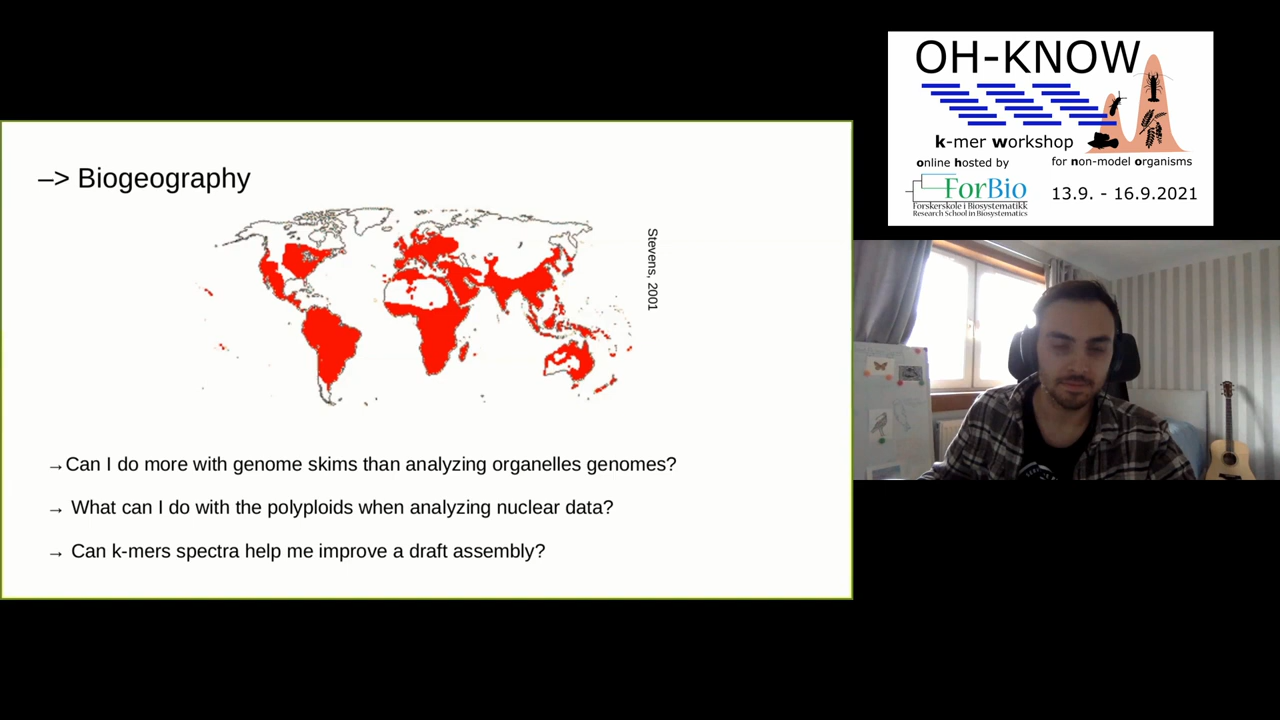 –> Biogeography
Stevens, 2001
→Can I do more with genome skims than analyzing organelles genomes?
→ What can I do with the polyploids when analyzing nuclear data?
→ Can k-mers spectra help me improve a draft assembly?
OH-KNOW
k-mer workshop
online hosted by
for non-model organisms
ForBio
Forskerskole i Biosystematikk
Research School in Biosystematics
13.9. - 16.9.2021